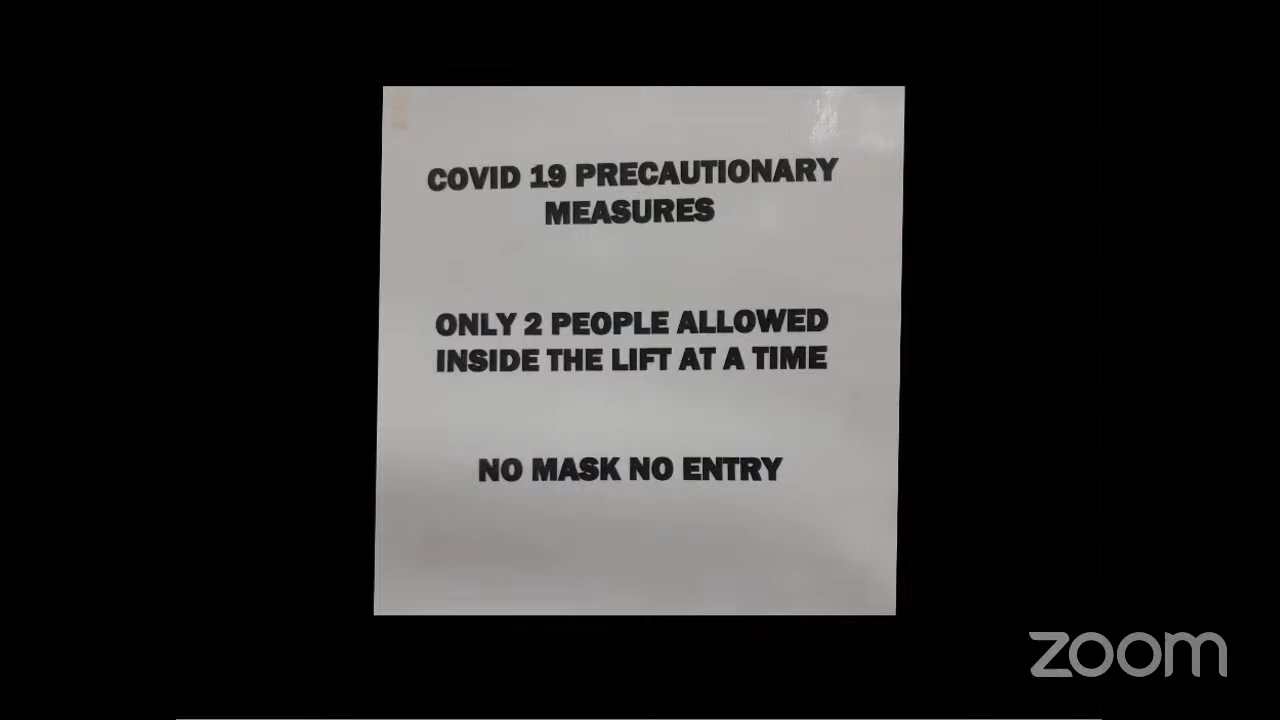 COVID 19 PRECAUTIONARY
MEASURES
ONLY 2 PEOPLE ALLOWED
INSIDE THE LIFT AT A TIME
NO MASK NO ENTRY
zoom